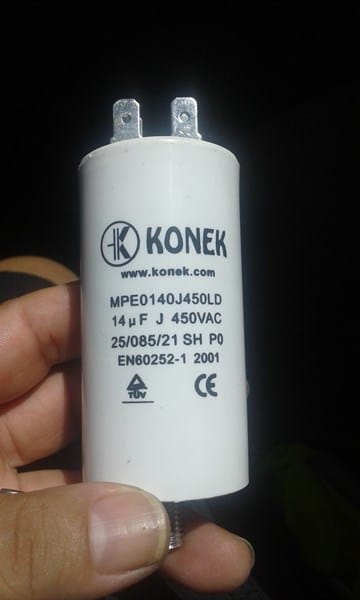 KONEK
www.konek.com
MPE0140J450LD
14μF J 450VAC
25/085/21 SH P0
EN60252-1 2001
TÜV CE